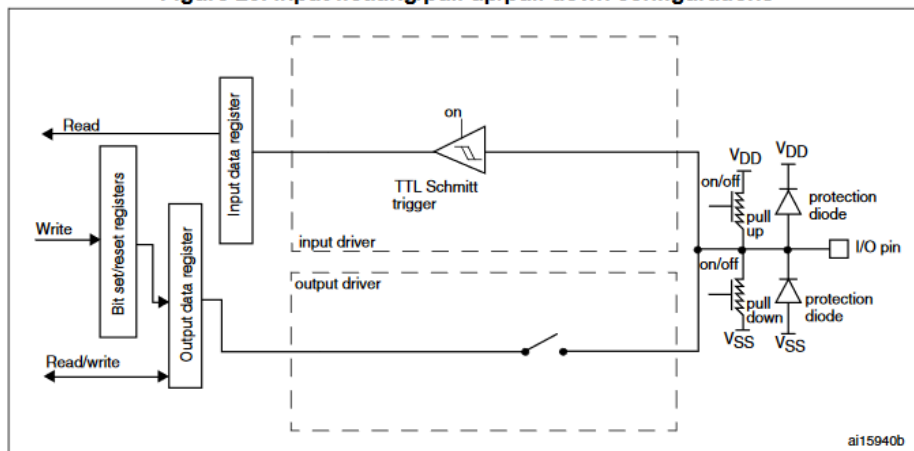 Read
Write
Read/write
Bit set/reset registers
Input data register
Output data register
on
TTL Schmitt
trigger
input driver
output driver
VDD
VDD
on/off
pull
up
protection
diode
I/O pin
on/off
pull
down
protection
diode
VSS
VSS
ai15940b